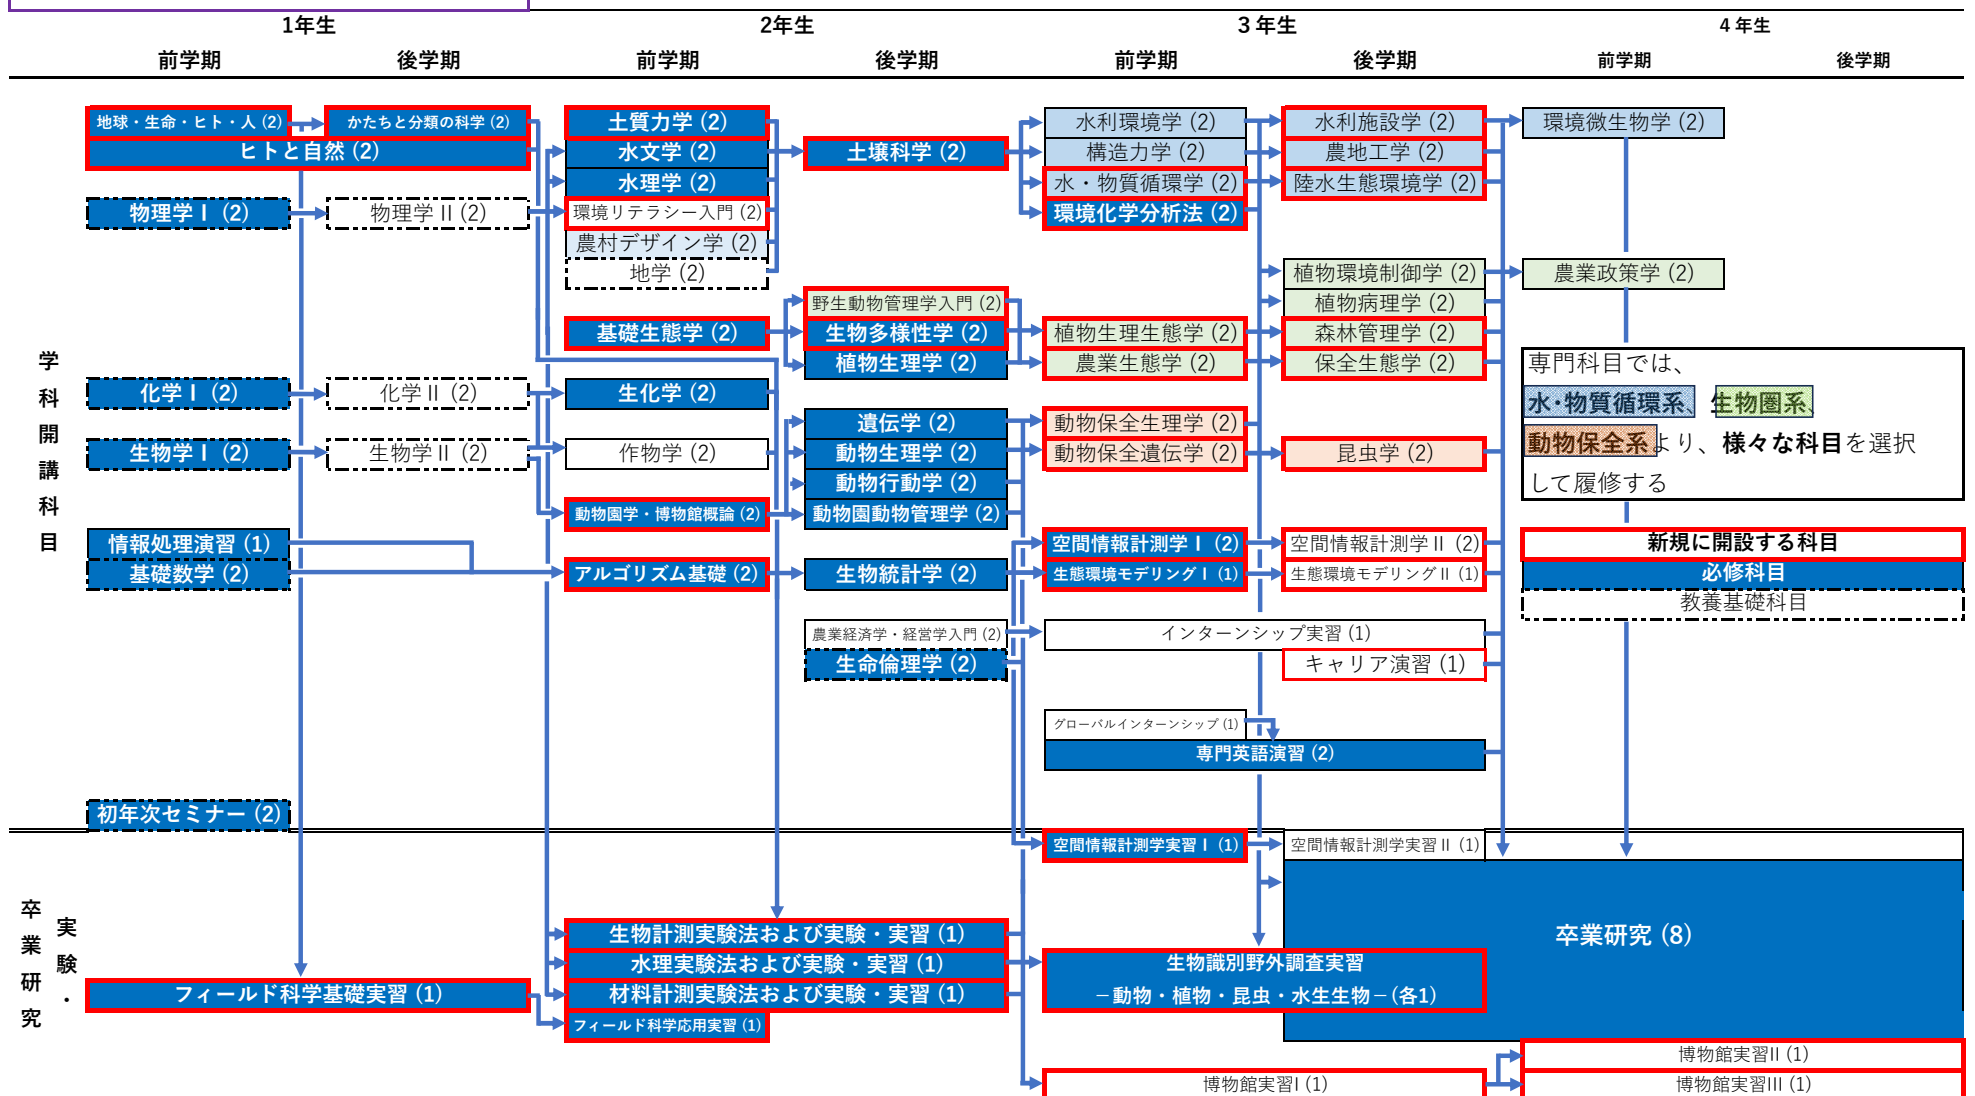 1年生 2年生 3年生 4年生
前学期 後学期 前学期 後学期 前学期 後学期 前学期 後学期
地球・生命・ヒト・人 (2) かたちと分類の科学 (2) 土質力学 (2) 水利環境学 (2) 水利施設学 (2) 環境微生物学 (2)
ヒトと自然 (2) 水文学 (2) 土壌科学 (2) 構造力学 (2) 農地工学 (2)
水理学 (2) 水・物質循環学 (2) 陸水生態環境学 (2)
物理学Ⅰ (2) 物理学Ⅱ (2) 環境リテラシー入門 (2) 環境化学分析法 (2)
農村デザイン学 (2)
地学 (2) 植物環境制御学 (2) 農業政策学 (2)
野生動物管理学入門 (2) 植物病理学 (2)
基礎生態学 (2) 生物多様性学 (2) 植物生理生態学 (2) 森林管理学 (2)
植物生理学 (2) 農業生態学 (2) 保全生態学 (2)
化学Ⅰ (2) 化学Ⅱ (2) 生化学 (2)
遺伝学 (2) 動物保全生理学 (2)
生物学Ⅰ (2) 生物学Ⅱ (2) 作物学 (2) 動物生理学 (2) 動物保全遺伝学 (2) 昆虫学 (2)
動物行動学 (2)
動物園学・博物館概論 (2) 動物園動物管理学 (2)
情報処理演習 (1) 空間情報計測学Ⅰ (2) 空間情報計測学Ⅱ (2)
基礎数学 (2) アルゴリズム基礎 (2) 生物統計学 (2) 生態環境モデリングⅠ (1) 生態環境モデリングⅡ (1)
農業経済学・経営学入門 (2) インターンシップ実習 (1)
生命倫理学 (2) キャリア演習 (1)
グローバルインターンシップ (1)
専門英語演習 (2)
初年次セミナー (2)
学科開講科目
専門科目では、
水・物質循環系、生物圏系、
動物保全系より、様々な科目を選択
して履修する
新規に開設する科目
必修科目
教養基礎科目
空間情報計測学実習Ⅰ (1) 空間情報計測学実習Ⅱ (1)
卒業研究 (8)
生物計測実験法および実験・実習 (1)
水理実験法および実験・実習 (1) 生物識別野外調査実習
フィールド科学基礎実習 (1) 材料計測実験法および実験・実習 (1) －動物・植物・昆虫・水生生物－(各1)
フィールド科学応用実習 (1)
博物館実習II (1)
博物館実習I (1) 博物館実習III (1)
実験・
卒業研究